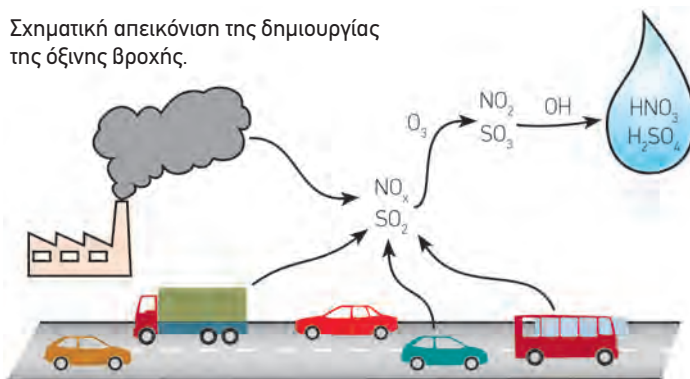 Σχηματική απεικόνιση της δημιουργίας
της όξινης βροχής.
O₃
NO₂
SO₃
OH
HNO₃
H₂SO₄
NOₓ
SO₂